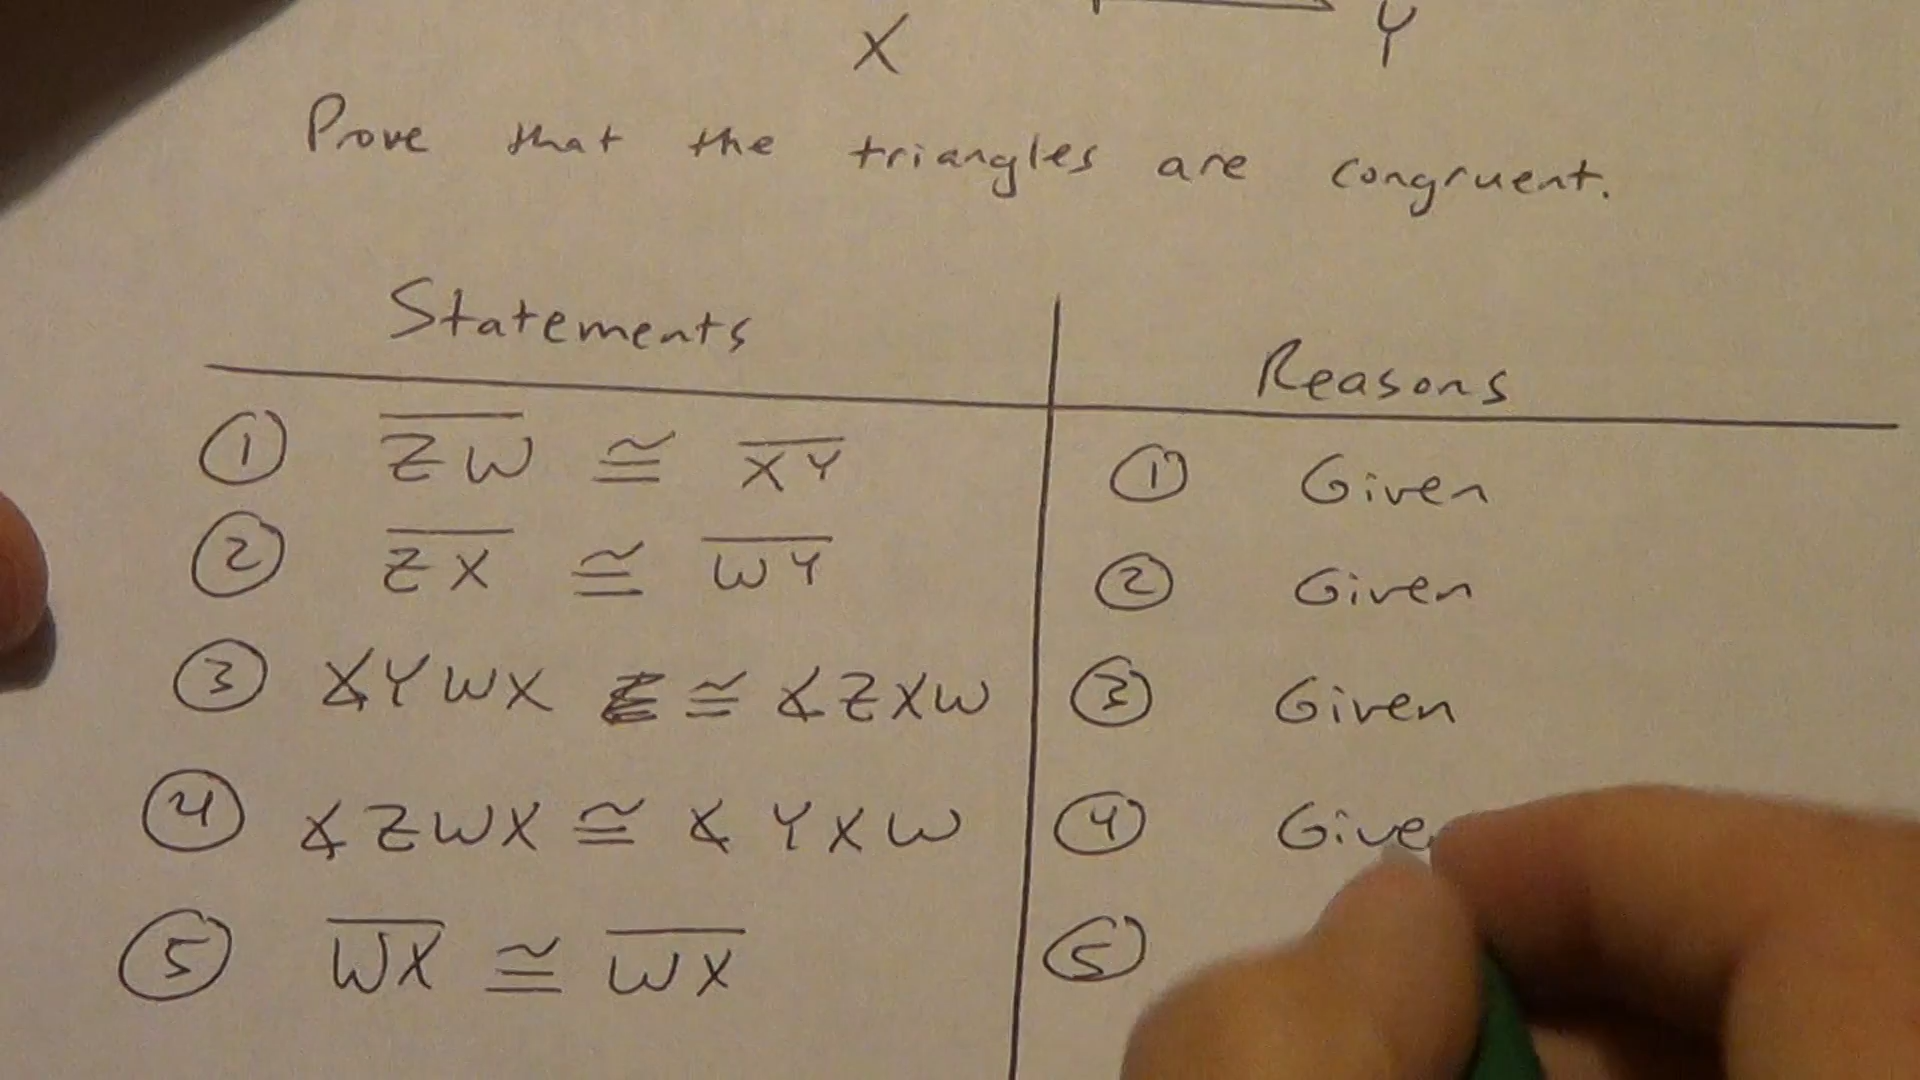 X Y
Prove that the triangles are congruent.
Statements Reasons
① ZW ≅ XY ① Given
② ZX ≅ WY ② Given
③ ∡YWX ≅ ∡ZXW ③ Given
④ ∡ZWX ≅ ∡YXW ④ Given
⑤ WX ≅ WX ⑤